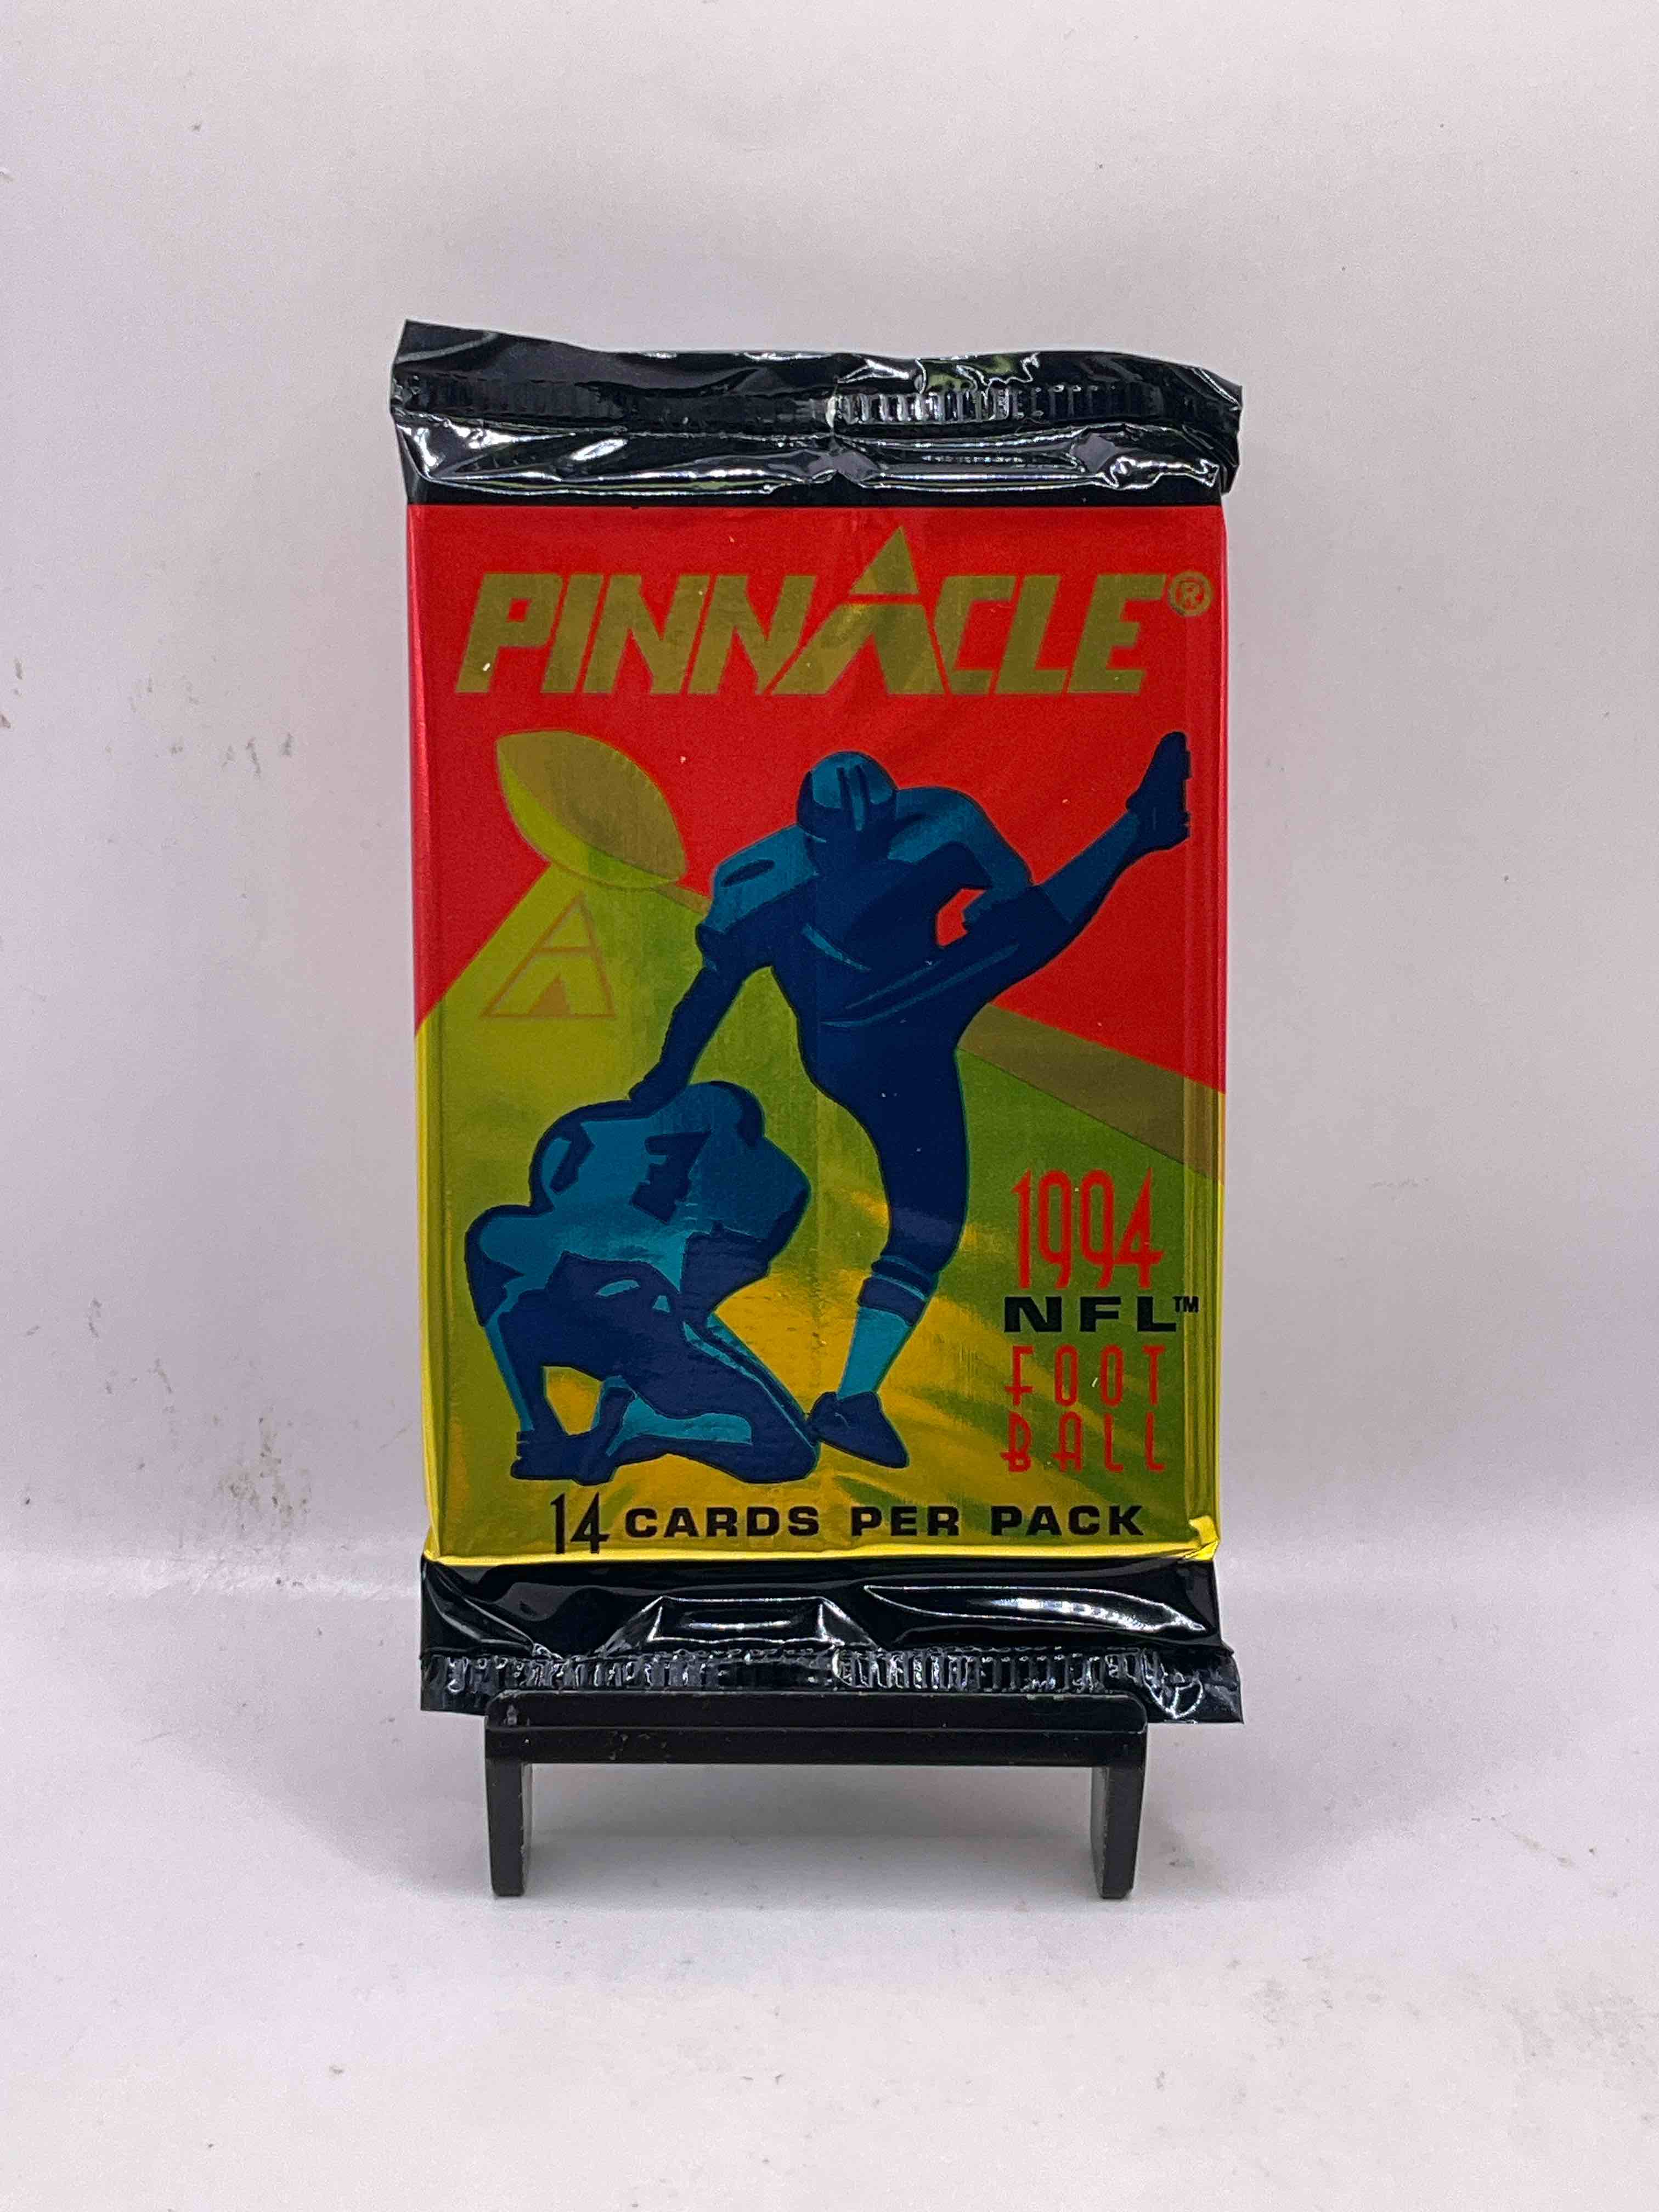 PINNACLE®
1994
NFL™
FOOT
BALL
14 CARDS PER PACK